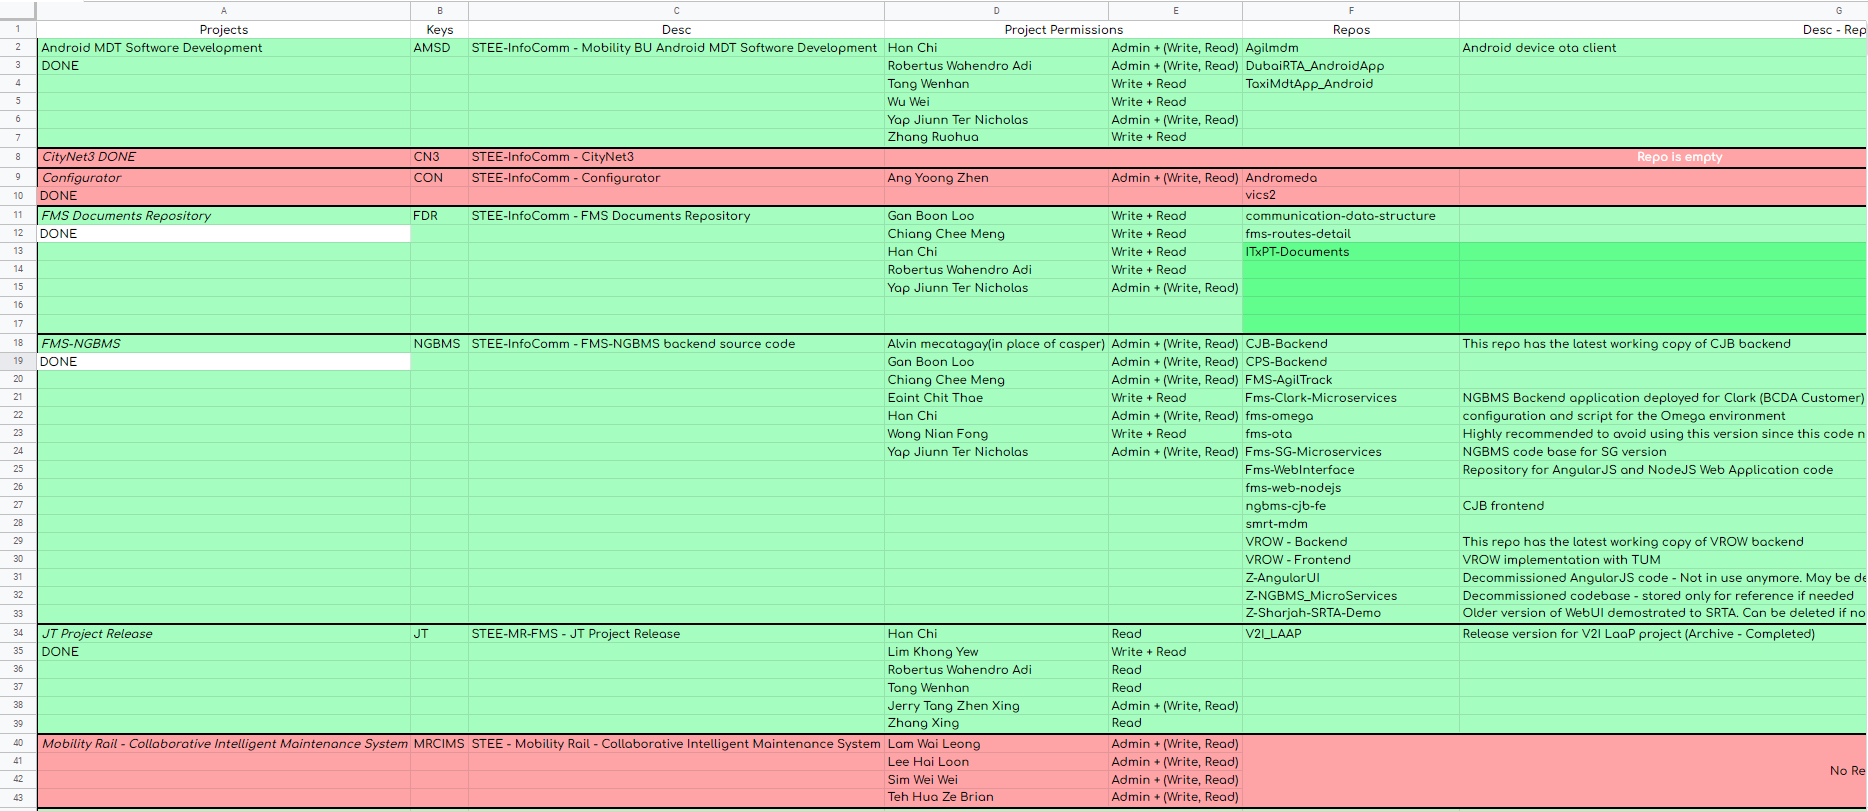 A B C D E F G
1 Projects Keys Desc Project Permissions Repos Desc - Rep
2 Android MDT Software Development AMSD STEE-InfoComm - Mobility BU Android MDT Software Development Han Chi Admin + (Write, Read) Agilmdm Android device ota client
3 DONE Robertus Wahendro Adi Admin + (Write, Read) DubaiRTA_AndroidApp
4 Tang Wenhan Write + Read TaxiMdtApp_Android
5 Wu Wei Write + Read
6 Yap Jiunn Ter Nicholas Admin + (Write, Read)
7 Zhang Ruohua Write + Read
8 CityNet3 DONE CN3 STEE-InfoComm - CityNet3 Repo is empty
9 Configurator CON STEE-InfoComm - Configurator Ang Yoong Zhen Admin + (Write, Read) Andromeda
10 DONE vics2
11 FMS Documents Repository FDR STEE-InfoComm - FMS Documents Repository Gan Boon Loo Write + Read communication-data-structure
12 DONE Chiang Chee Meng Write + Read fms-routes-detail
13 Han Chi Write + Read ITxPT-Documents
14 Robertus Wahendro Adi Write + Read
15 Yap Jiunn Ter Nicholas Admin + (Write, Read)
16
17
18 FMS-NGBMS NGBMS STEE-InfoComm - FMS-NGBMS backend source code Alvin mecatagay(in place of casper) Admin + (Write, Read) CJB-Backend This repo has the latest working copy of CJB backend
19 DONE Gan Boon Loo Admin + (Write, Read) CPS-Backend
20 Chiang Chee Meng Admin + (Write, Read) FMS-AgilTrack
21 Eaint Chit Thae Write + Read Fms-Clark-Microservices NGBMS Backend application deployed for Clark (BCDA Customer)
22 Han Chi Admin + (Write, Read) fms-omega configuration and script for the Omega environment
23 Wong Nian Fong Write + Read fms-ota Highly recommended to avoid using this version since this code n
24 Yap Jiunn Ter Nicholas Admin + (Write, Read) Fms-SG-Microservices NGBMS code base for SG version
25 Fms-WebInterface Repository for AngularJS and NodeJS Web Application code
26 fms-web-nodejs
27 ngbms-cjb-fe CJB frontend
28 smrt-mdm
29 VROW - Backend This repo has the latest working copy of VROW backend
30 VROW - Frontend VROW implementation with TUM
31 Z-AngularUI Decommissioned AngularJS code - Not in use anymore. May be de
32 Z-NGBMS_MicroServices Decommissioned codebase - stored only for reference if needed
33 Z-Sharjah-SRTA-Demo Older version of WebUI demostrated to SRTA. Can be deleted if no
34 JT Project Release JT STEE-MR-FMS - JT Project Release Han Chi Read V2I_LAAP Release version for V2I LaaP project (Archive - Completed)
35 DONE Lim Khong Yew Write + Read
36 Robertus Wahendro Adi Read
37 Tang Wenhan Read
38 Jerry Tang Zhen Xing Admin + (Write, Read)
39 Zhang Xing Read
40 Mobility Rail - Collaborative Intelligent Maintenance System MRCIMS STEE - Mobility Rail - Collaborative Intelligent Maintenance System Lam Wai Leong Admin + (Write, Read)
41 Lee Hai Loon Admin + (Write, Read) No Re
42 Sim Wei Wei Admin + (Write, Read)
43 Teh Hua Ze Brian Admin + (Write, Read)